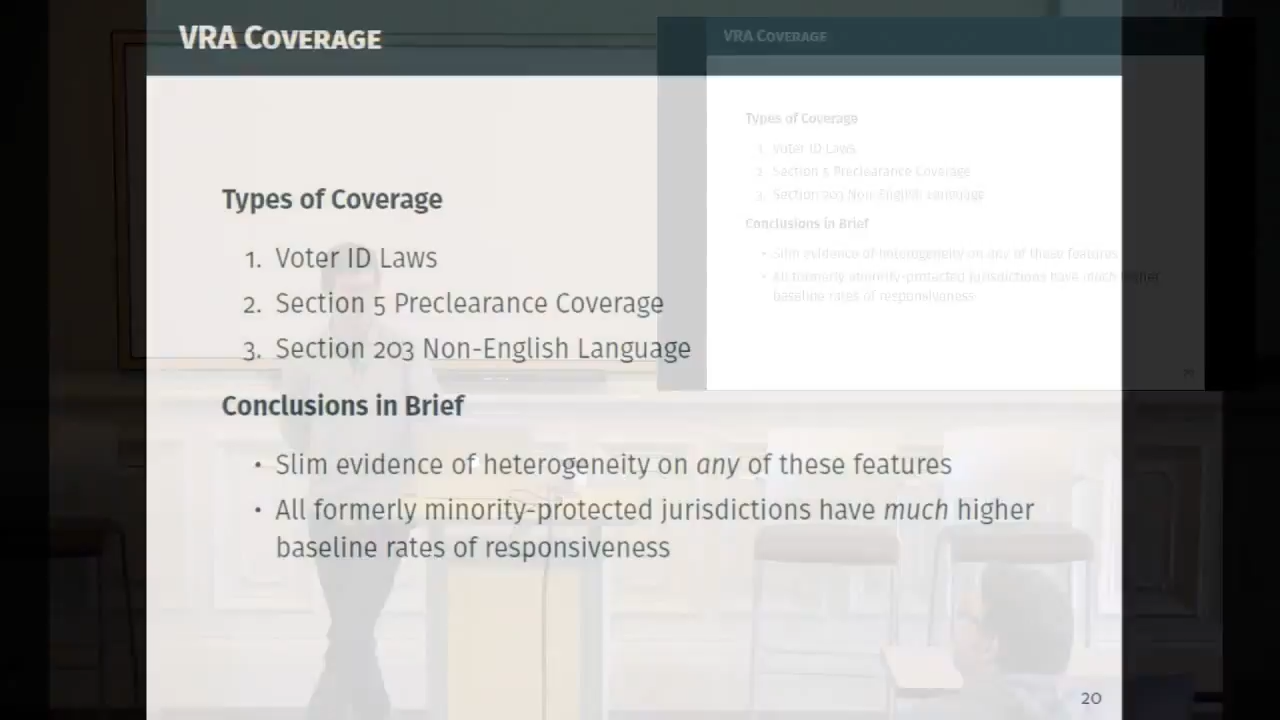 VRA Coverage
Types of Coverage
1. Voter ID Laws
2. Section 5 Preclearance Coverage
3. Section 203 Non-English Language
Conclusions in Brief
• Slim evidence of heterogeneity on any of these features
• All formerly minority-protected jurisdictions have much higher
baseline rates of responsiveness
20
VRA Coverage
Types of Coverage
1. Voter ID Laws
2. Section 5 Preclearance Coverage
3. Section 203 Non-English Language
Conclusions in Brief
• Slim evidence of heterogeneity on any of these features
• All formerly minority-protected jurisdictions have much higher
baseline rates of responsiveness